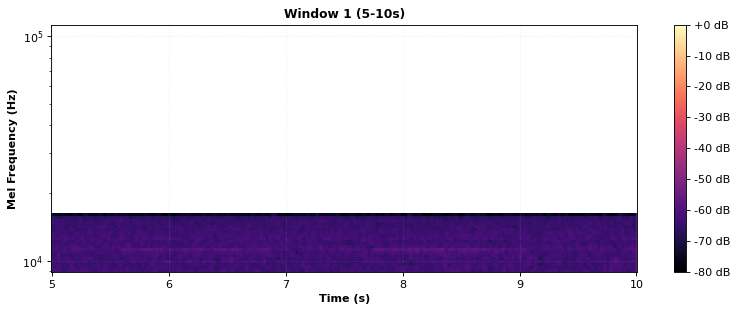 Window 1 (5-10s)
10^5
10^4
Mel Frequency (Hz)
5 6 7 8 9 10
Time (s)
+0 dB
-10 dB
-20 dB
-30 dB
-40 dB
-50 dB
-60 dB
-70 dB
-80 dB